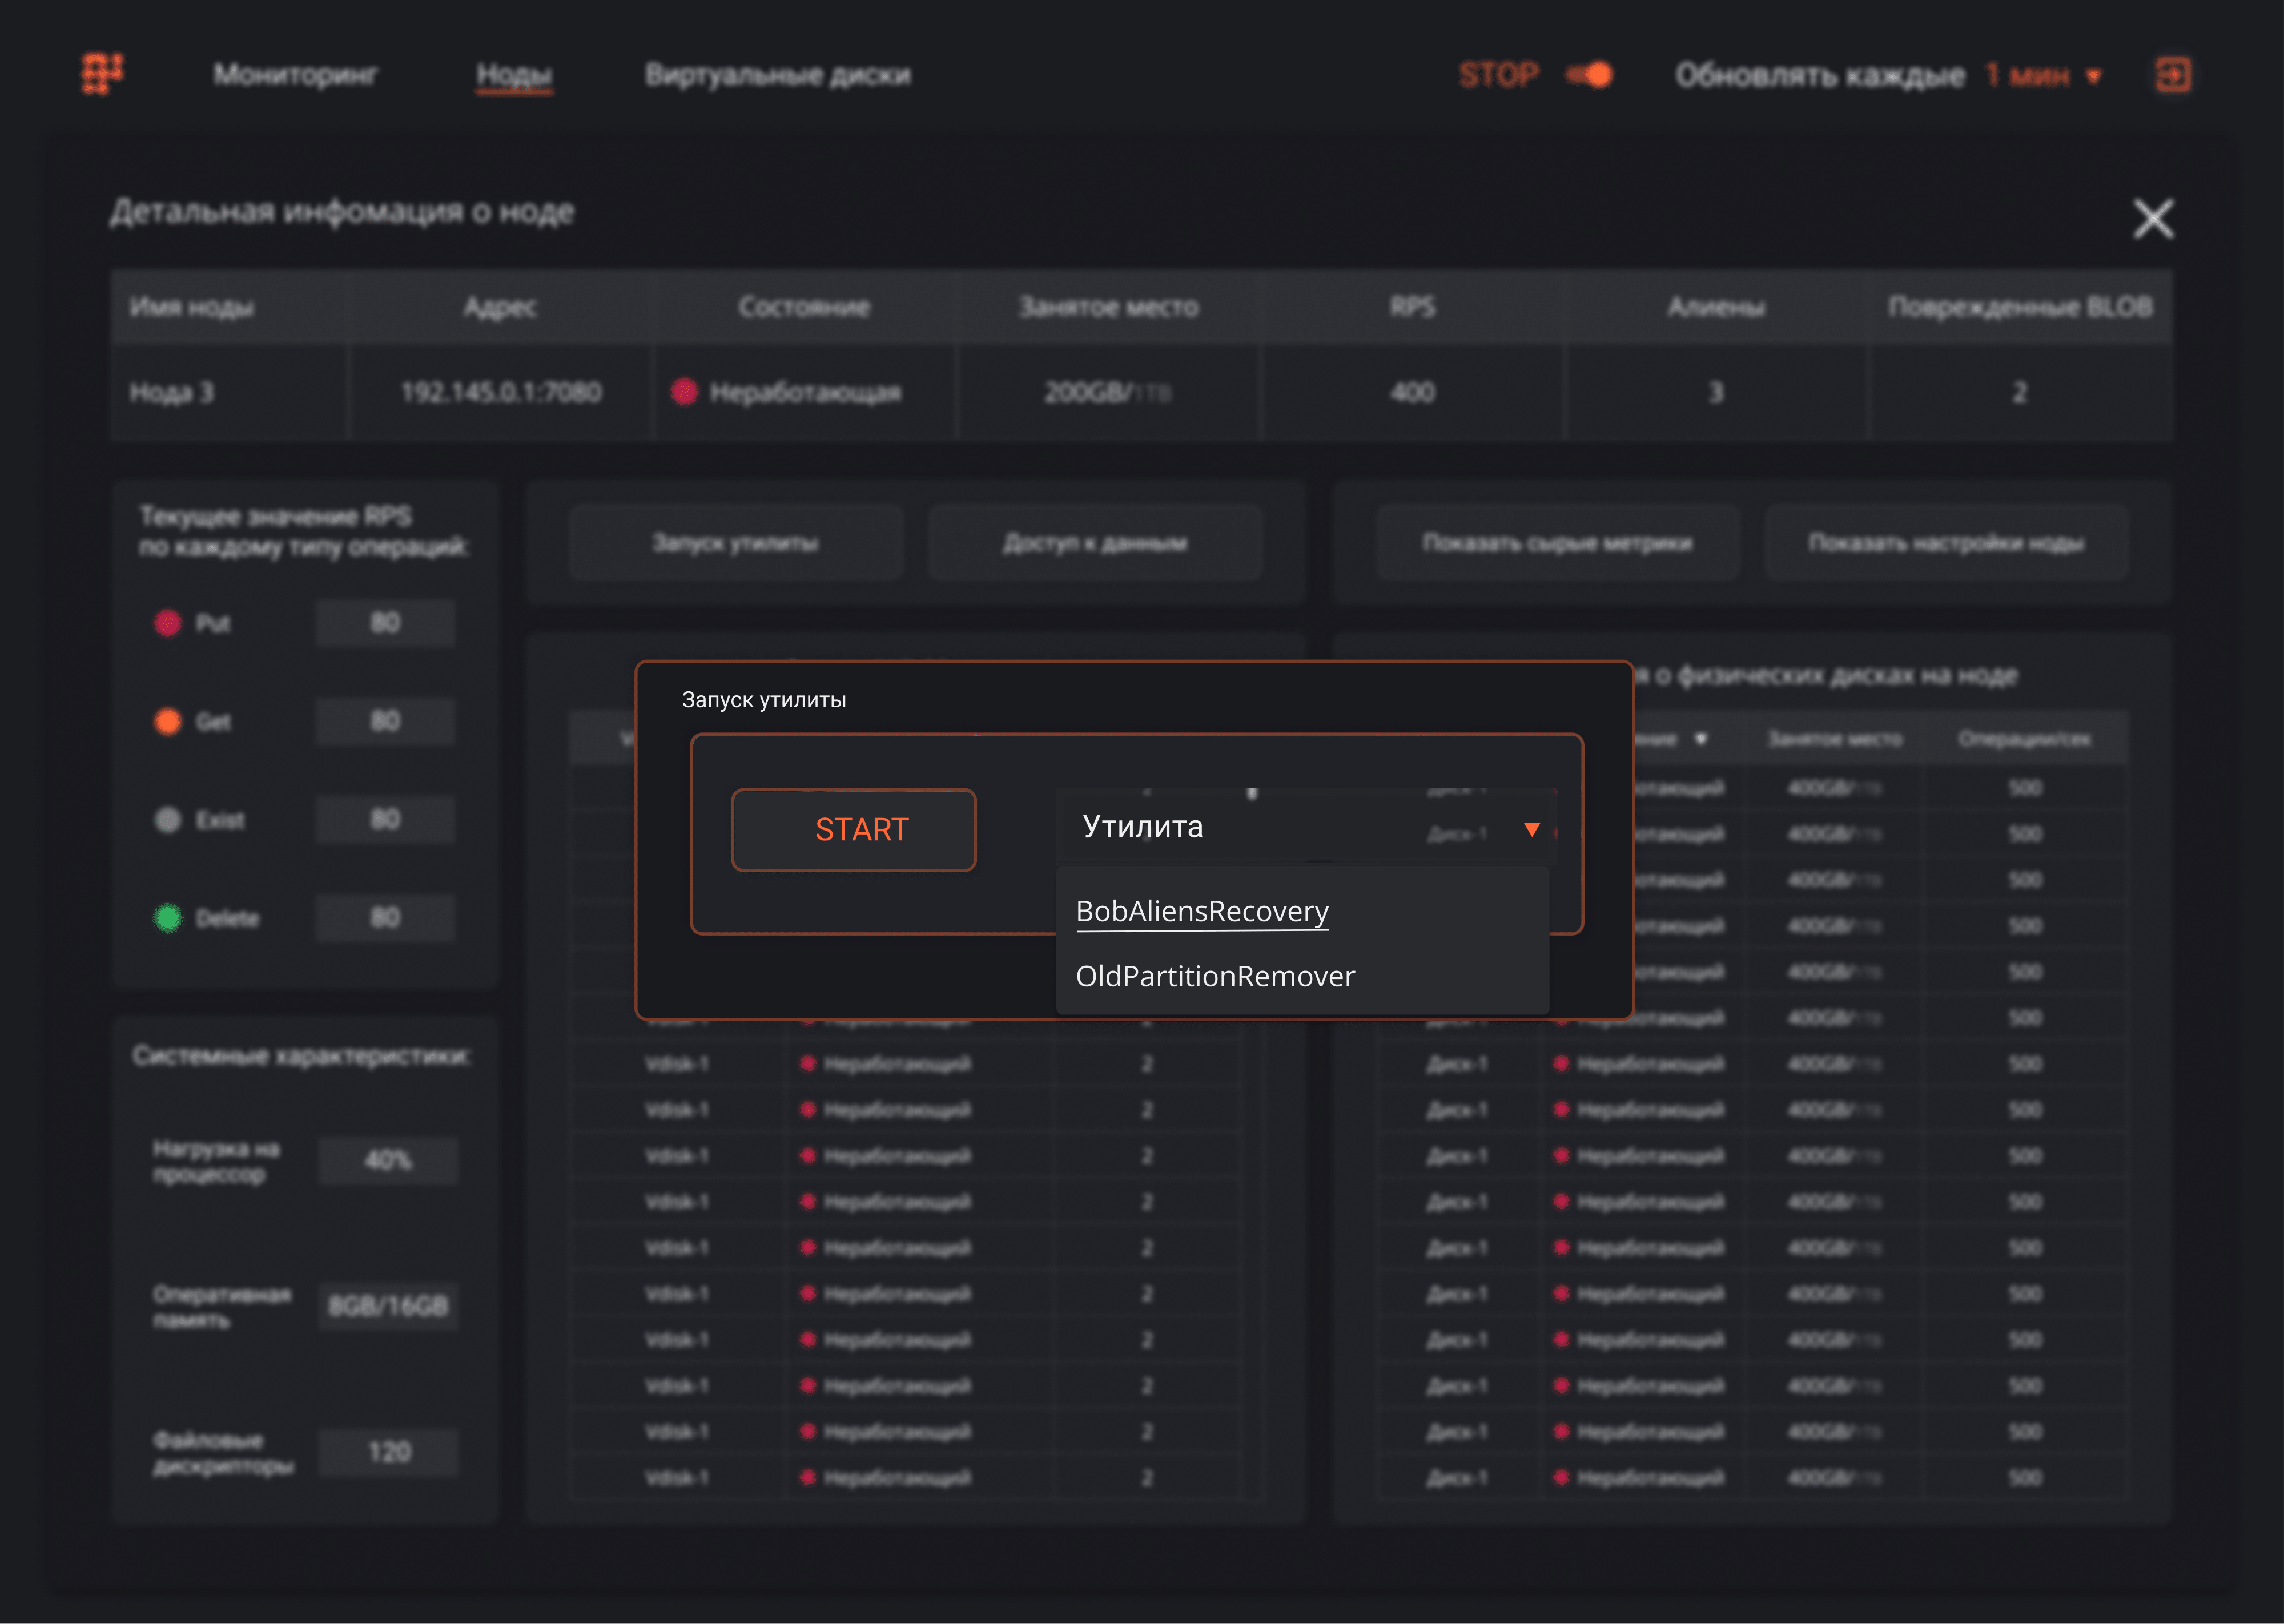 Мониторинг
Ноды
Виртуальные диски
STOP
Обновлять каждые 1 мин
Детальная инфомация о ноде
Имя ноды Адрес Состояние Занятое место RPS Алиены Поврежденные BLOB
Нода 3 192.145.0.1:7080 Неработающая 200GB/1TB 400 3 2
Текущее значение RPS
по каждому типу операций:
Put 80
Get 80
Exist 80
Delete 80
Системные характеристики:
Нагрузка на
процессор
40%
Оперативная
память
8GB/16GB
Файловые
дискрипторы
120
Запуск утилиты
Доступ к данным
Показать сырые метрики
Показать настройки ноды
Запуск утилиты
START
Утилита
BobAliensRecovery
OldPartitionRemover
Vdisk-1 Неработающий 2
Vdisk-1 Неработающий 2
Vdisk-1 Неработающий 2
Vdisk-1 Неработающий 2
Vdisk-1 Неработающий 2
Vdisk-1 Неработающий 2
Vdisk-1 Неработающий 2
Vdisk-1 Неработающий 2
Vdisk-1 Неработающий 2
Vdisk-1 Неработающий 2
о физических дисках на ноде
Занятое место Операции/сек
400GB/1TB 500
Диск-1 400GB/1TB 500
400GB/1TB 500
400GB/1TB 500
400GB/1TB 500
400GB/1TB 500
Диск-1 Неработающий 400GB/1TB 500
Диск-1 Неработающий 400GB/1TB 500
Диск-1 Неработающий 400GB/1TB 500
Диск-1 Неработающий 400GB/1TB 500
Диск-1 Неработающий 400GB/1TB 500
Диск-1 Неработающий 400GB/1TB 500
Диск-1 Неработающий 400GB/1TB 500
Диск-1 Неработающий 400GB/1TB 500
Диск-1 Неработающий 400GB/1TB 500
Диск-1 Неработающий 400GB/1TB 500